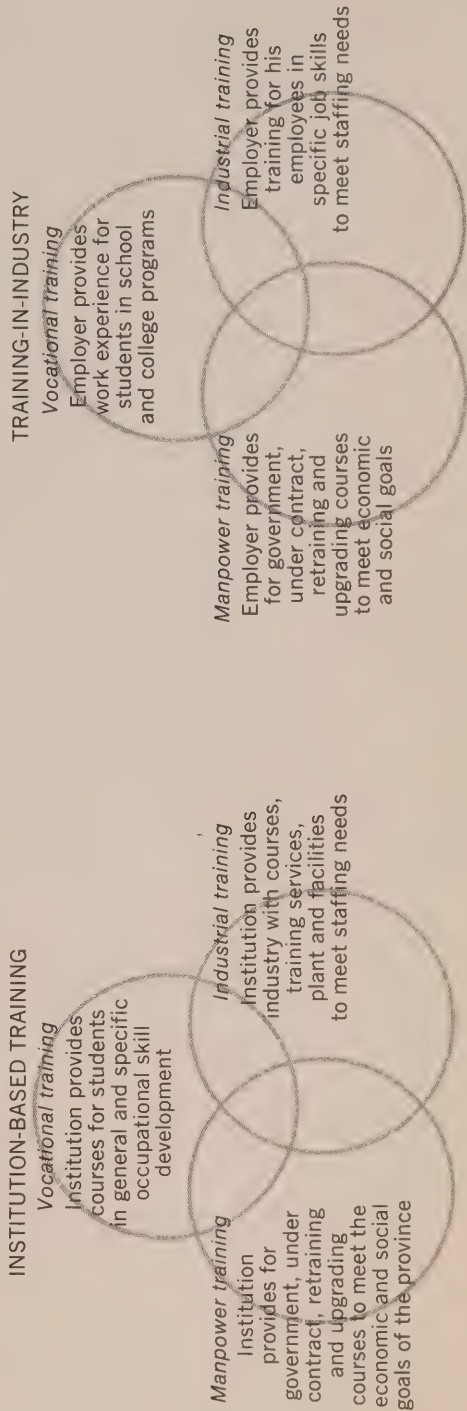 INSTITUTION-BASED TRAINING
Vocational training
Institution provides
courses for students
in general and specific
occupational skill
development
Manpower training
Institution
provides for
government, under
contract, retraining
and upgrading
courses to meet the
economic and social
goals of the province
Industrial training
Institution provides
industry with courses,
training services,
plant and facilities
to meet staffing needs
TRAINING-IN-INDUSTRY
Vocational training
Employer provides
work experience for
students in school
and college programs
Manpower training
Employer provides
for government,
under contract,
retraining and
upgrading courses
to meet economic
and social goals
Industrial training
Employer provides
training for his
employees in
specific job skills
to meet staffing needs